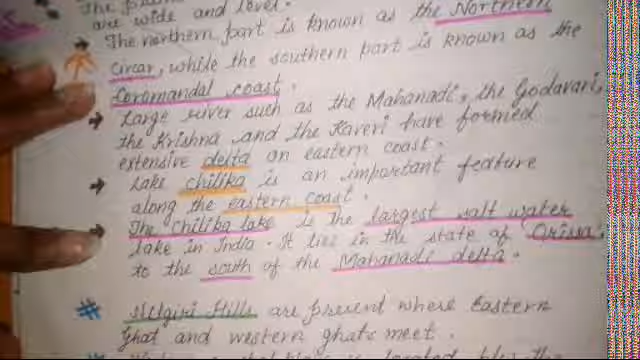 The
are wide and level.
The northern part is known as the Northern
circar, while the southern part is known as the
Coromandal coast.
Large river such as the Mahanadi, the Godavari,
the Krishna and the Kaveri have formed
extensive delta on eastern coast.
Lake chilika is an important feature
along the eastern coast.
The chilika lake is the largest salt water
lake in India. It lies in the state of Orissa,
to the south of the Mahanadi delta.
# Nelgiri Hills are present where Eastern
ghat and western ghats meet.